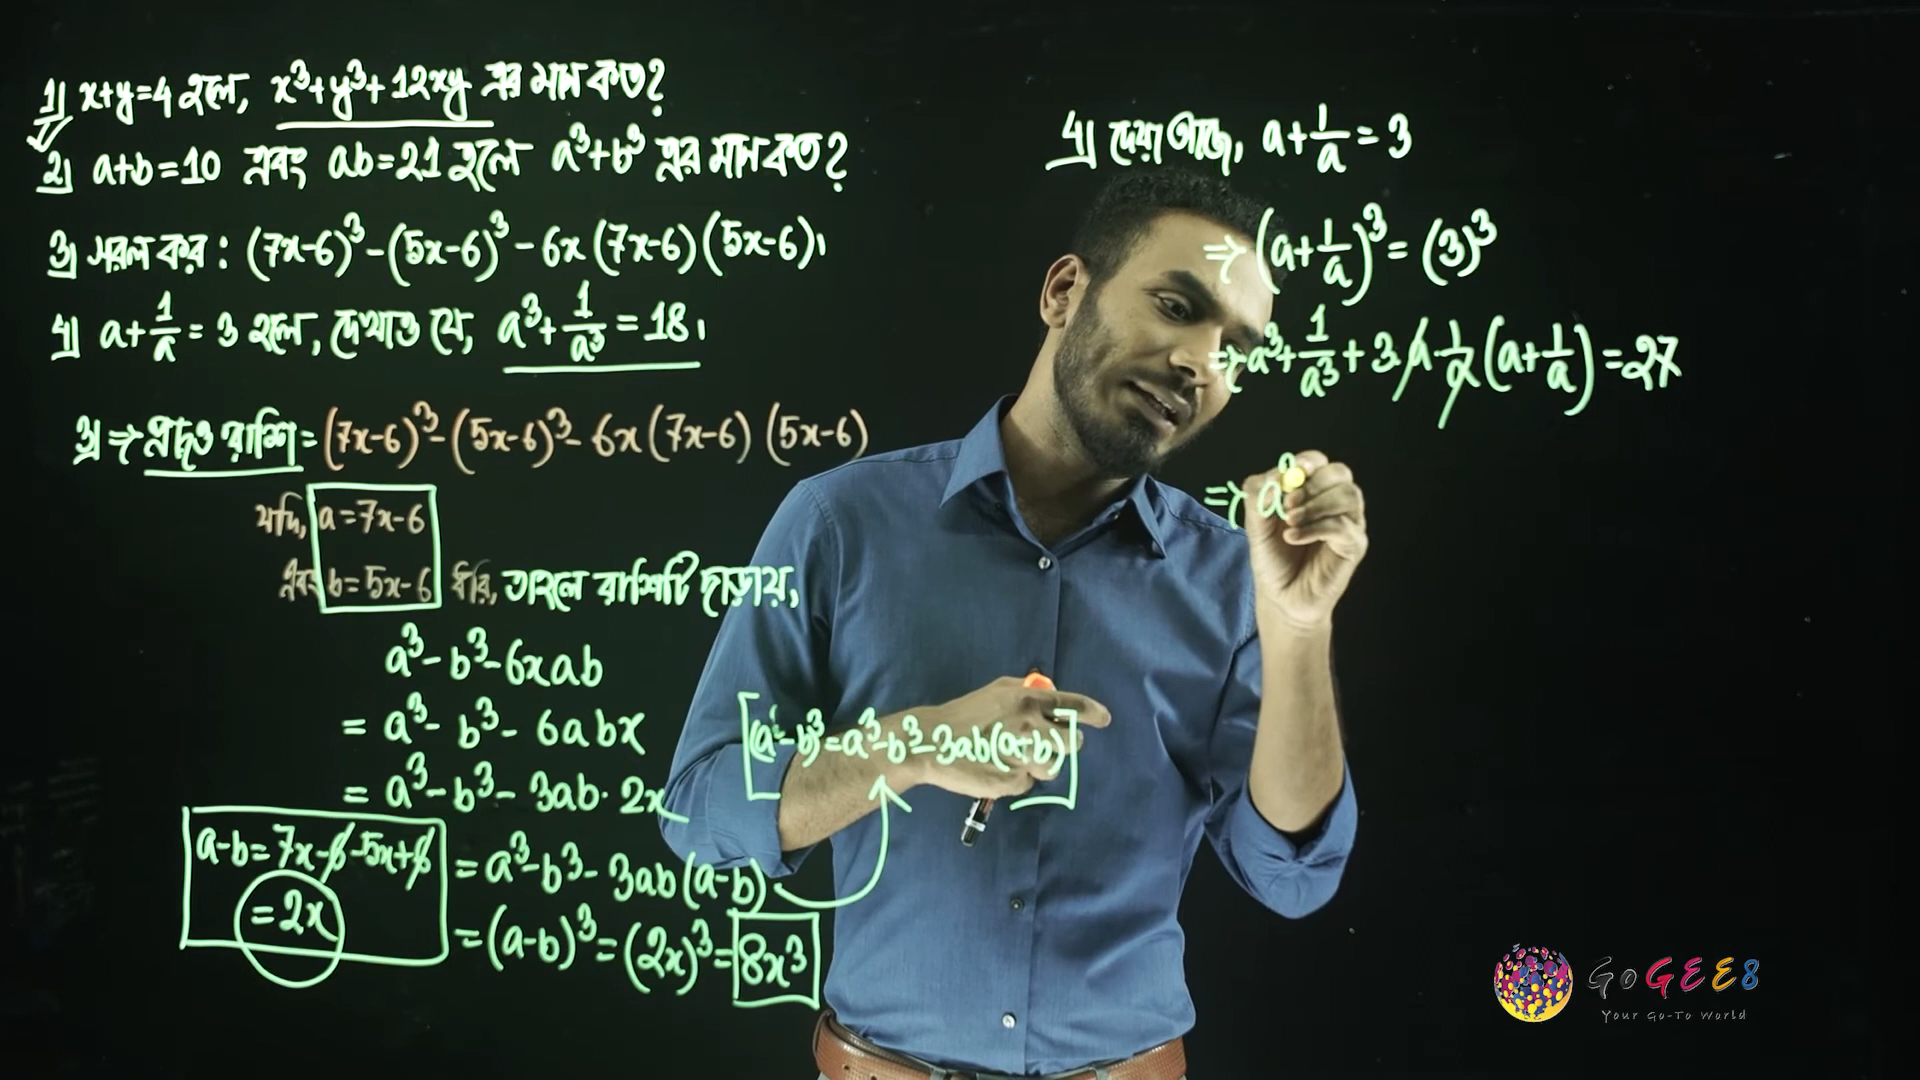 ১) x+y=4 হলে, x³+y³+12xy এর মান কত?
২) a+b=10 এবং ab=21 হলে a³+b³ এর মান কত?
৩) সরল কর: (7x-6)³-(5x-6)³-6x(7x-6)(5x-6)।
৪) a+1/a=3 হলে, দেখাও যে, a³+1/a³=18।
৩) ⇒ প্রদত্ত রাশি=(7x-6)³-(5x-6)³-6x(7x-6)(5x-6)
যদি, a=7x-6
এবং b=5x-6 ধরি, তাহলে রাশিটি দাড়ায়,
a³-b³-6xab
= a³-b³-6abx
= a³-b³-3ab·2x
= a³-b³-3ab(a-b)
= (a-b)³=(2x)³=8x³
a-b=7x-6-5x+6
=2x
[(a-b)³=a³-b³-3ab(a+b)]
৪) দেয়া আছে, a+1/a=3
⇒(a+1/a)³=(3)³
⇒a³+1/a³+3·a·1/a(a+1/a)=27
⇒a
GoGEE8
Your Go-To World